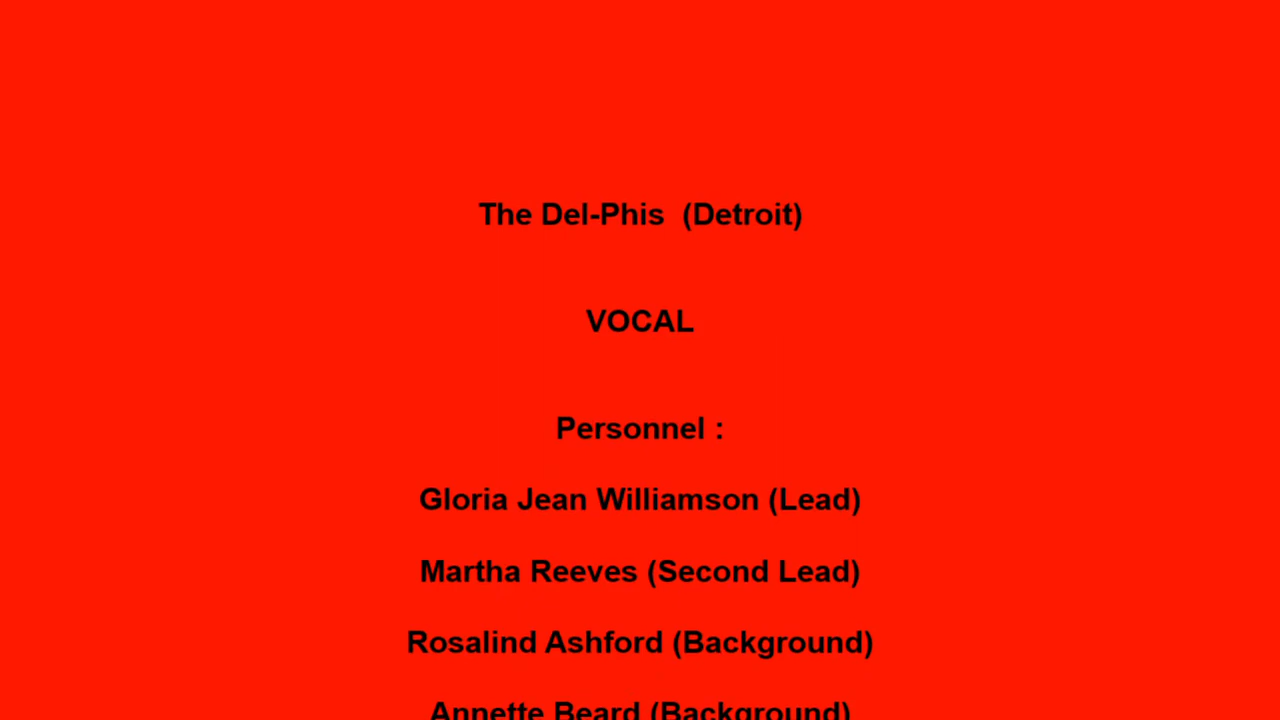 The Del-Phis  (Detroit)
VOCAL
Personnel :
Gloria Jean Williamson (Lead)
Martha Reeves (Second Lead)
Rosalind Ashford (Background)
Annette Beard (Background)